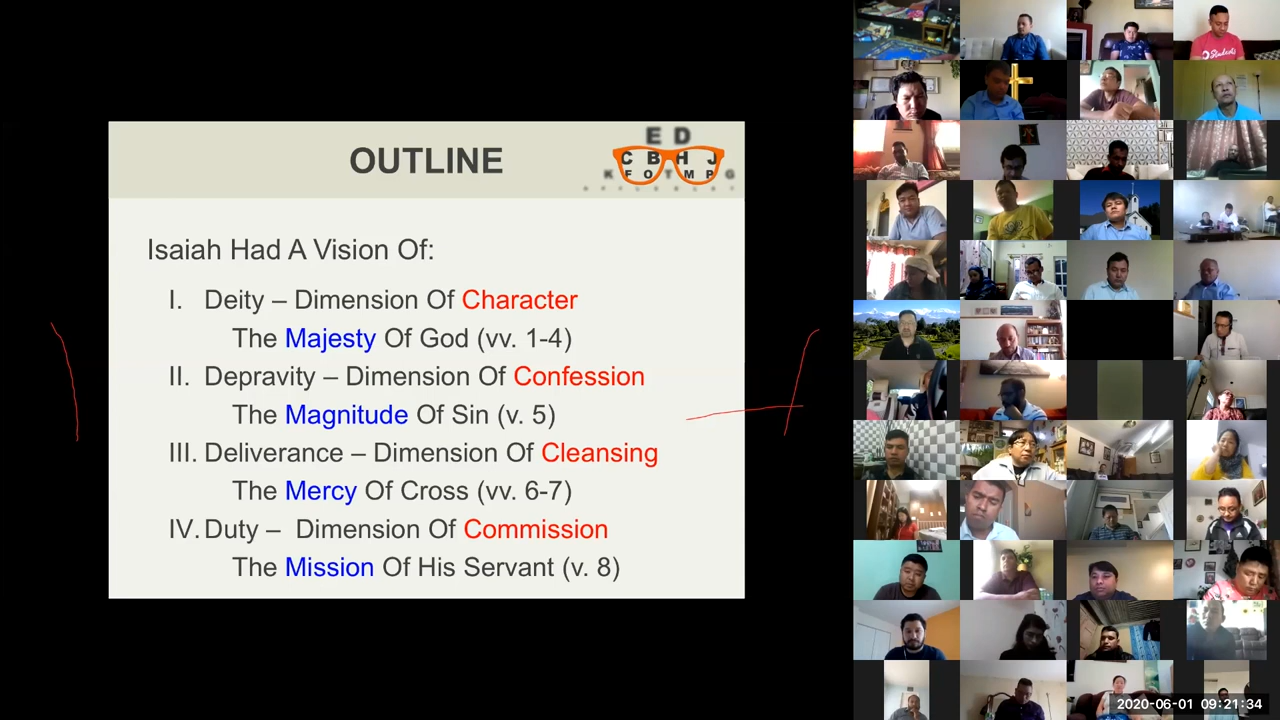 OUTLINE
E D
C B H J
K F O T M P G
Isaiah Had A Vision Of:
I. Deity – Dimension Of Character
The Majesty Of God (vv. 1-4)
II. Depravity – Dimension Of Confession
The Magnitude Of Sin (v. 5)
III. Deliverance – Dimension Of Cleansing
The Mercy Of Cross (vv. 6-7)
IV. Duty – Dimension Of Commission
The Mission Of His Servant (v. 8)
Students
2020-06-01 09:21:34